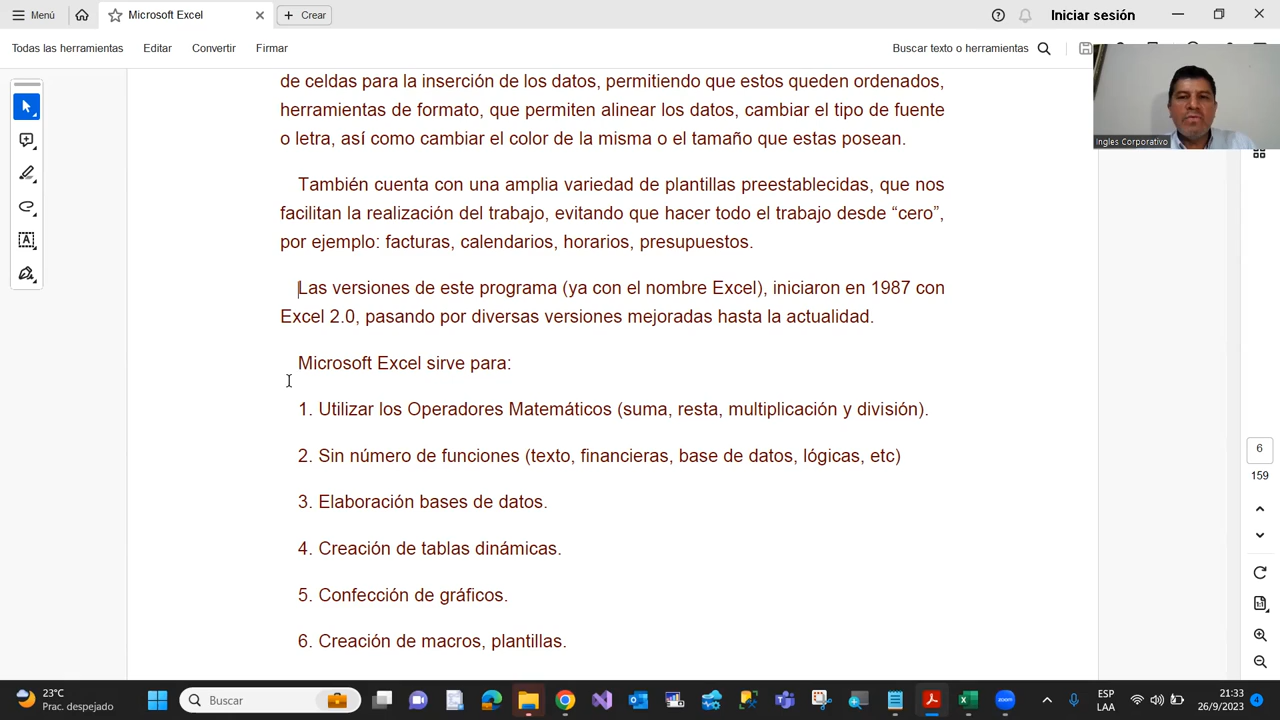 Menú
Microsoft Excel
Crear
Iniciar sesión
Todas las herramientas
Editar
Convertir
Firmar
Buscar texto o herramientas
Ingles Corporativo
de celdas para la inserción de los datos, permitiendo que estos queden ordenados,
herramientas de formato, que permiten alinear los datos, cambiar el tipo de fuente
o letra, así como cambiar el color de la misma o el tamaño que estas posean.
También cuenta con una amplia variedad de plantillas preestablecidas, que nos
facilitan la realización del trabajo, evitando que hacer todo el trabajo desde “cero”,
por ejemplo: facturas, calendarios, horarios, presupuestos.
Las versiones de este programa (ya con el nombre Excel), iniciaron en 1987 con
Excel 2.0, pasando por diversas versiones mejoradas hasta la actualidad.
Microsoft Excel sirve para:
1. Utilizar los Operadores Matemáticos (suma, resta, multiplicación y división).
2. Sin número de funciones (texto, financieras, base de datos, lógicas, etc)
3. Elaboración bases de datos.
4. Creación de tablas dinámicas.
5. Confección de gráficos.
6. Creación de macros, plantillas.
6
159
23°C
Prac. despejado
Buscar
ESP
LAA
21:33
26/9/2023
4